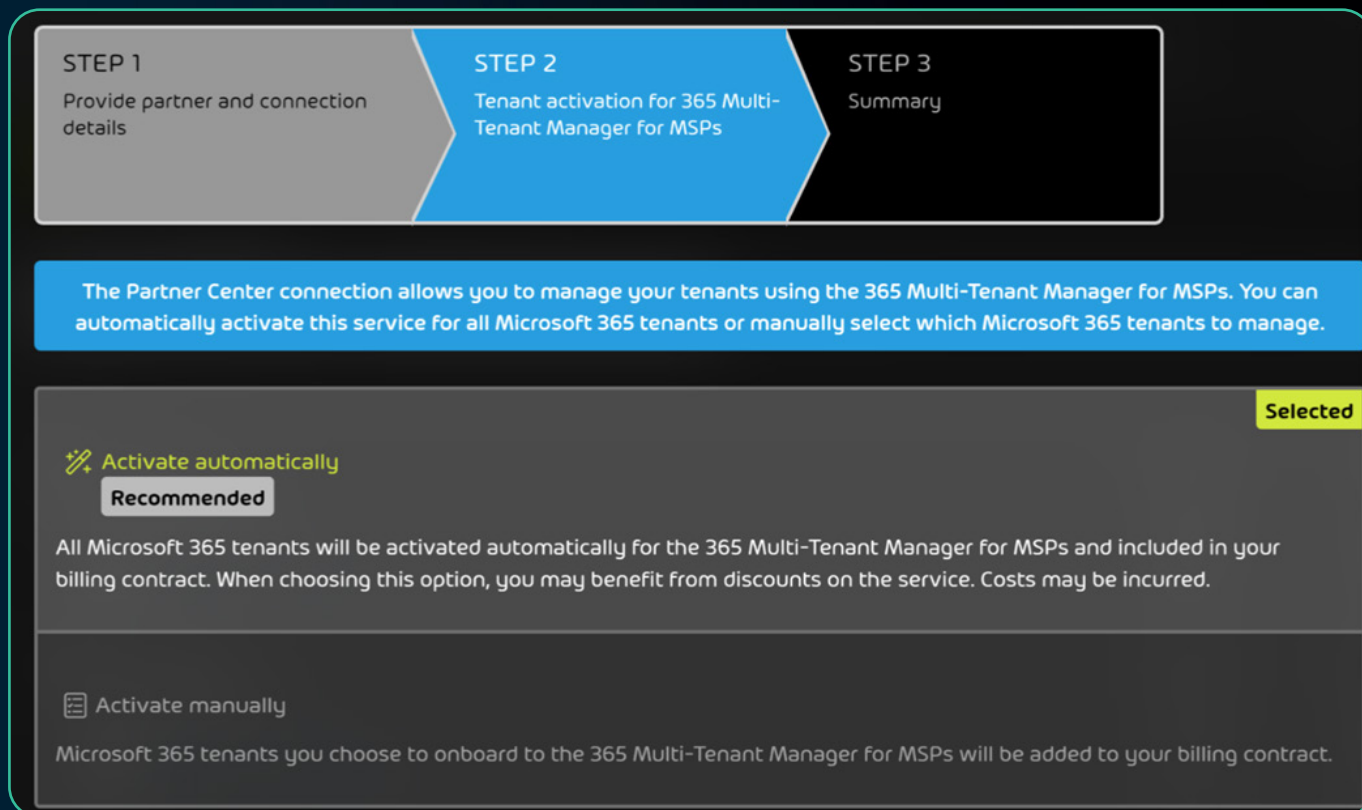 STEP 1
Provide partner and connection
details
STEP 2
Tenant activation for 365 Multi-
Tenant Manager for MSPs
STEP 3
Summary
The Partner Center connection allows you to manage your tenants using the 365 Multi-Tenant Manager for MSPs. You can
automatically activate this service for all Microsoft 365 tenants or manually select which Microsoft 365 tenants to manage.
Selected
Activate automatically
Recommended
All Microsoft 365 tenants will be activated automatically for the 365 Multi-Tenant Manager for MSPs and included in your
billing contract. When choosing this option, you may benefit from discounts on the service. Costs may be incurred.
Activate manually
Microsoft 365 tenants you choose to onboard to the 365 Multi-Tenant Manager for MSPs will be added to your billing contract.